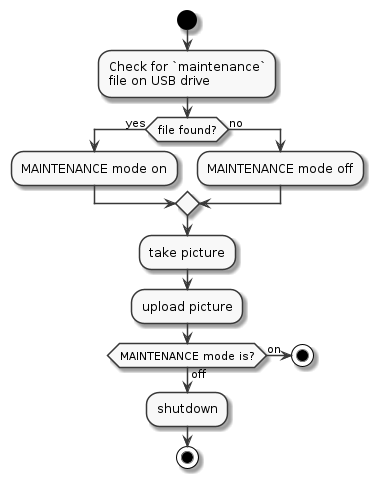 Check for `maintenance`
file on USB drive
yes
file found?
no
MAINTENANCE mode on
MAINTENANCE mode off
take picture
upload picture
MAINTENANCE mode is?
on
off
shutdown